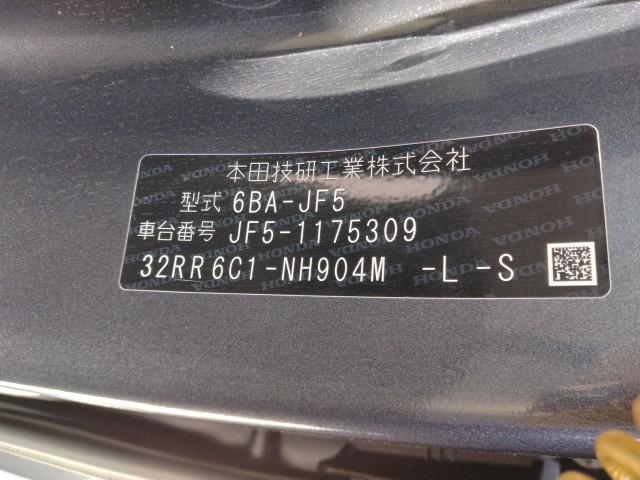 本田技研工業株式会社
型式 6BA-JF5
車台番号 JF5-1175309
32RR6C1-NH904M -L -S